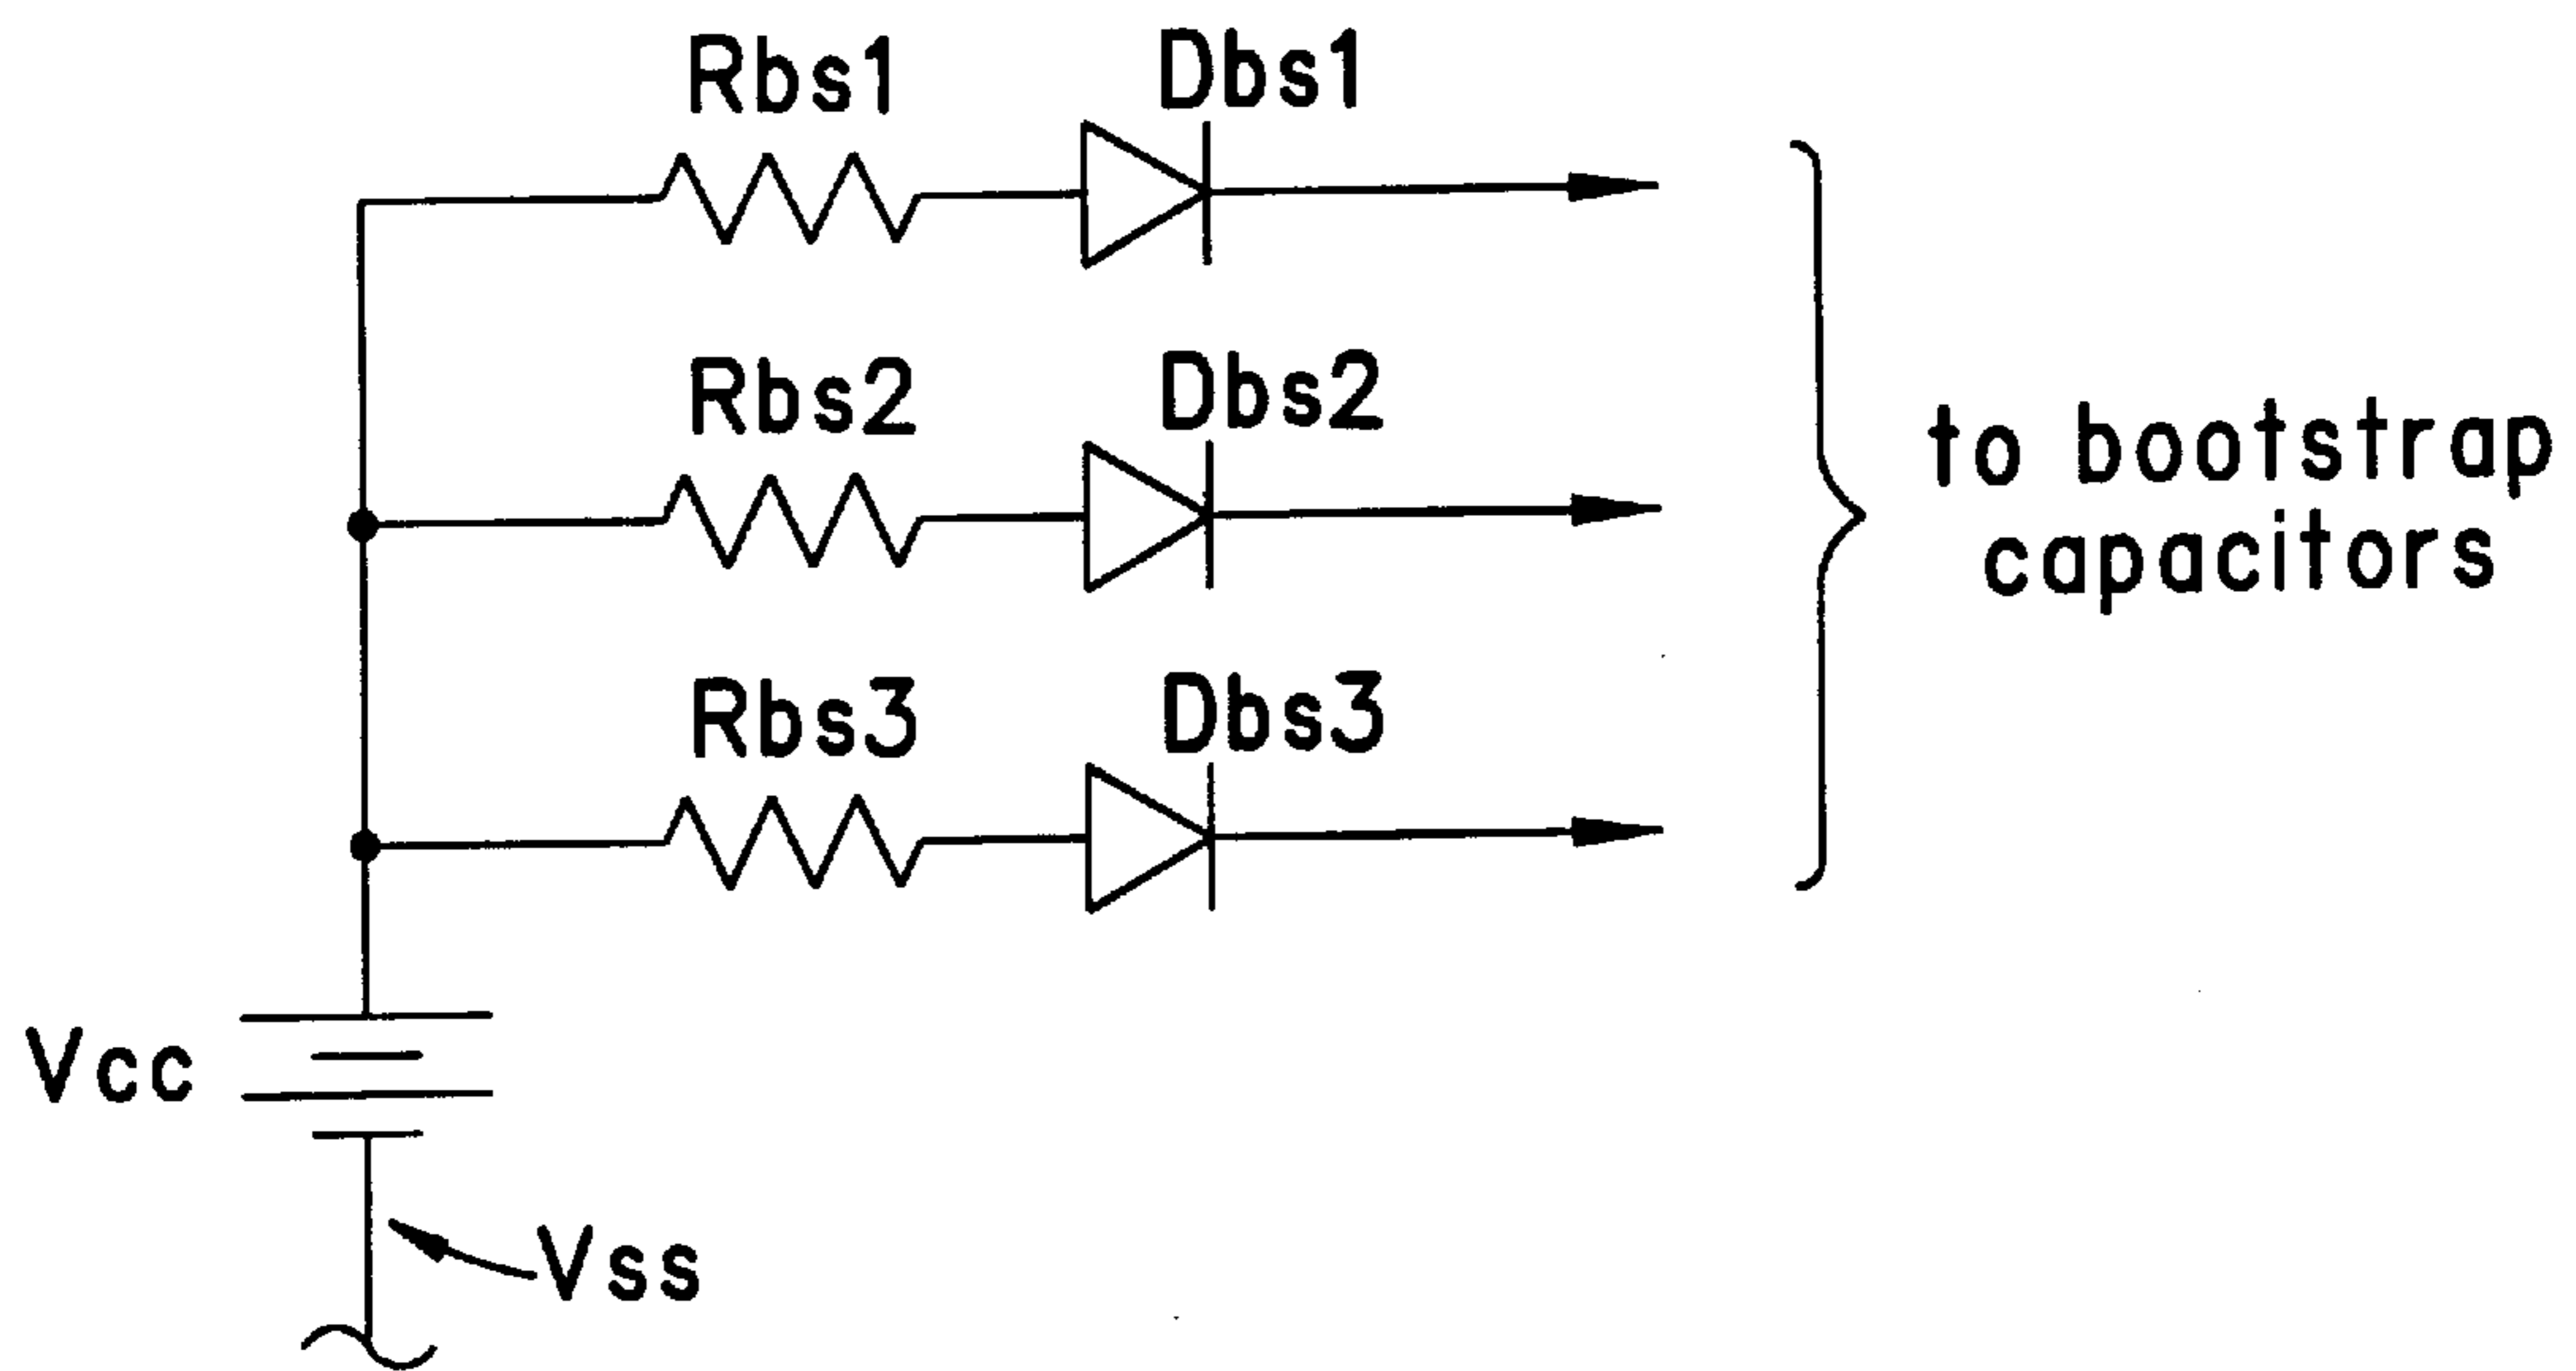 Rbs1 Dbs1
Rbs2 Dbs2
to bootstrap
capacitors
Rbs3 Dbs3
Vcc
Vss